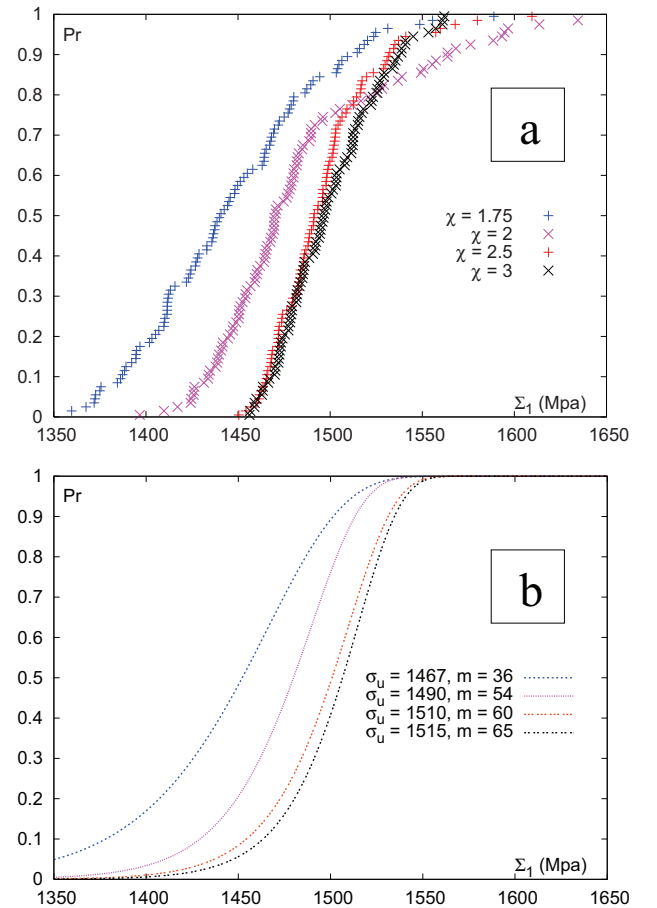 1
Pr
0.9
0.8
a
0.7
0.6
0.5
χ = 1.75
0.4
χ = 2
χ = 2.5
χ = 3
0.3
0.2
0.1
0
Σ₁ (Mpa)
1350 1400 1450 1500 1550 1600 1650
1
Pr
0.9
0.8
b
0.7
0.6
0.5
σᵤ = 1467, m = 36
σᵤ = 1490, m = 54
0.4
σᵤ = 1510, m = 60
σᵤ = 1515, m = 65
0.3
0.2
0.1
0
Σ₁ (Mpa)
1350 1400 1450 1500 1550 1600 1650